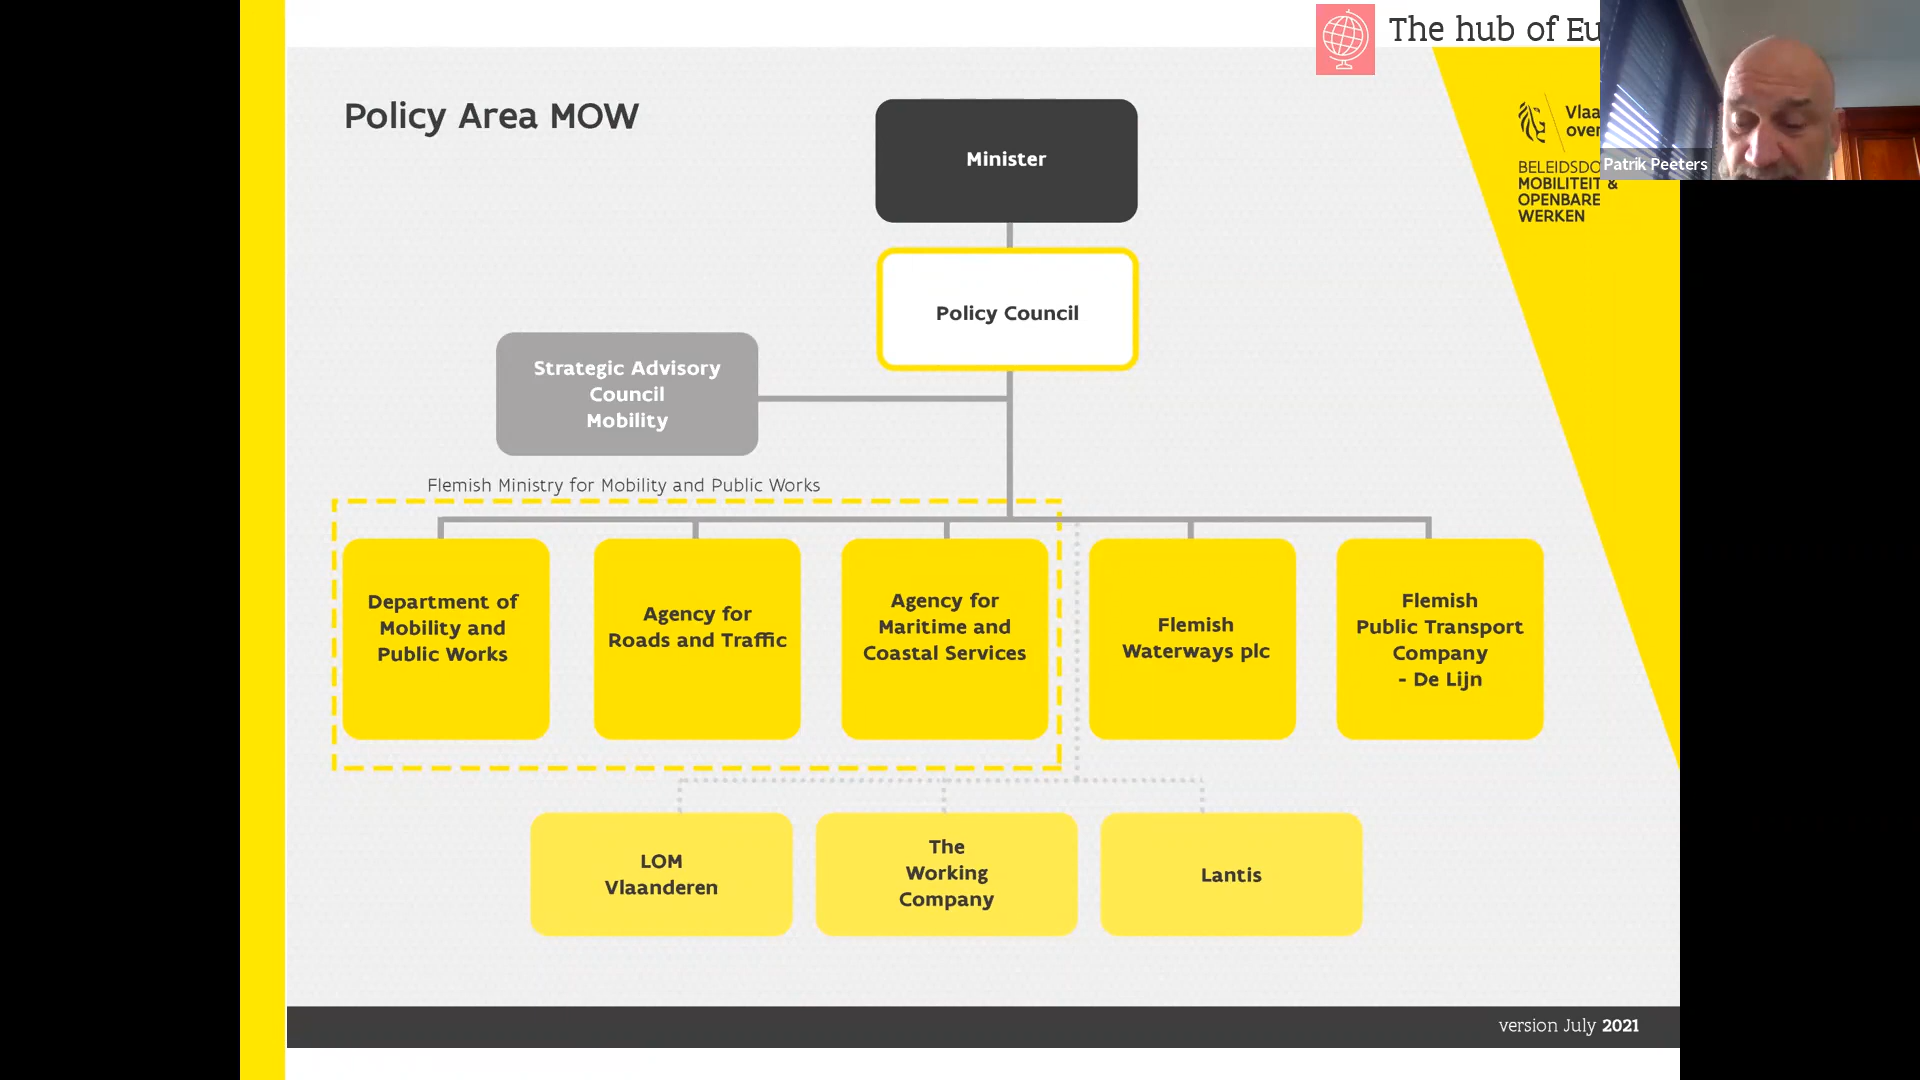 The hub of Eu
Policy Area MOW
Minister
Vlaa
over
BELEIDSDO
MOBILITEIT &
OPENBARE
WERKEN
Patrik Peeters
Policy Council
Strategic Advisory
Council
Mobility
Flemish Ministry for Mobility and Public Works
Department of
Mobility and
Public Works
Agency for
Roads and Traffic
Agency for
Maritime and
Coastal Services
Flemish
Waterways plc
Flemish
Public Transport
Company
- De Lijn
LOM
Vlaanderen
The
Working
Company
Lantis
version July 2021